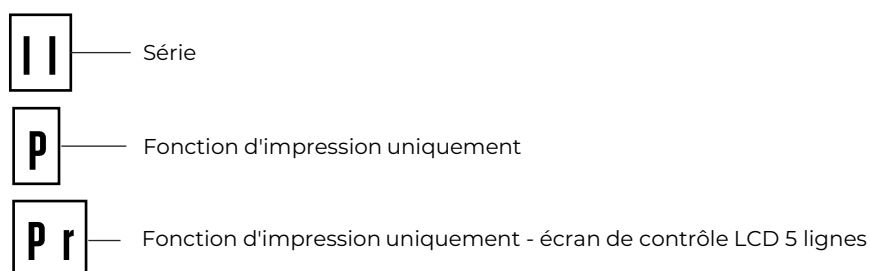 II Série
P Fonction d'impression uniquement
Pr Fonction d'impression uniquement - écran de contrôle LCD 5 lignes